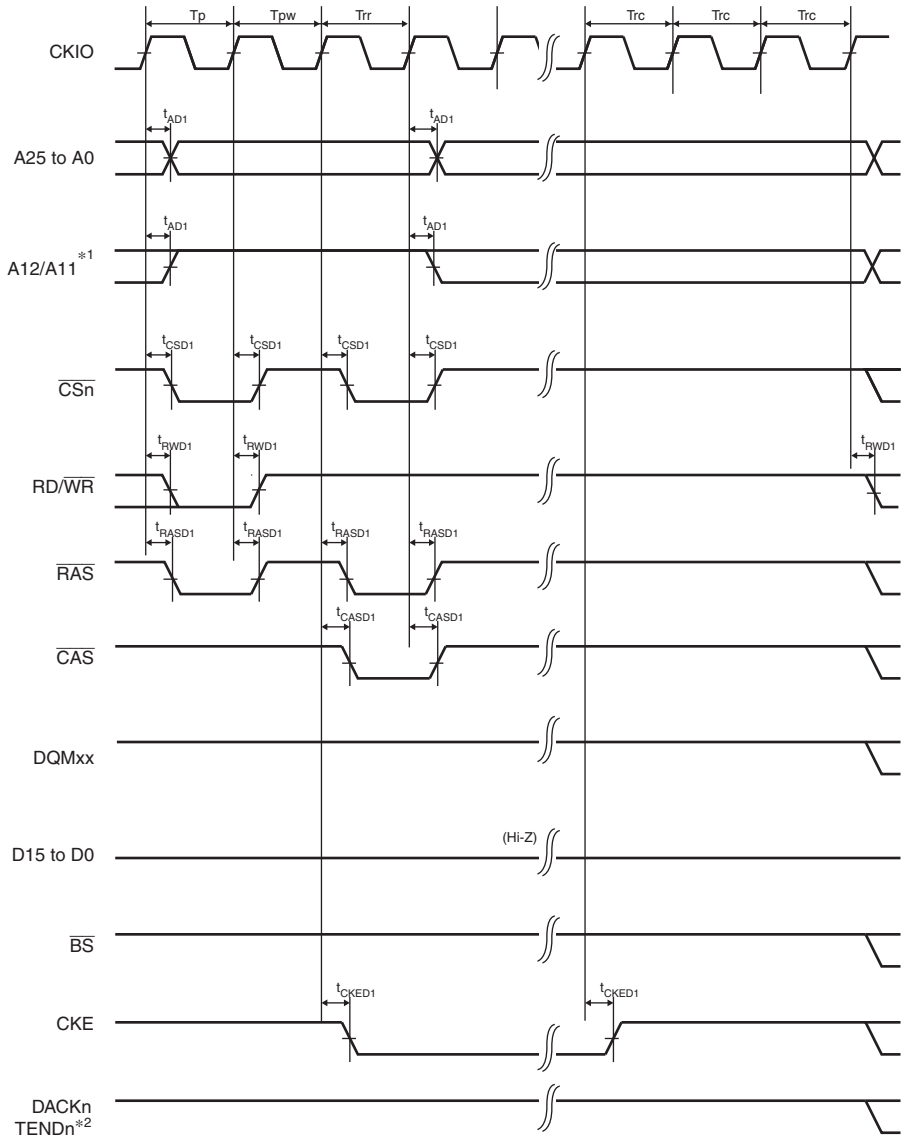 Tp Tpw Trr Trc Trc Trc
CKIO
tAD1 tAD1
A25 to A0
tAD1 tAD1
A12/A11*1
tCSD1 tCSD1 tCSD1 tCSD1
CSn
tRWD1 tRWD1 tRWD1
RD/WR
tRASD1 tRASD1 tRASD1 tRASD1
RAS
tCASD1 tCASD1
CAS
DQMxx
(Hi-Z)
D15 to D0
BS
tCKED1 tCKED1
CKE
DACKn
TENDn*2